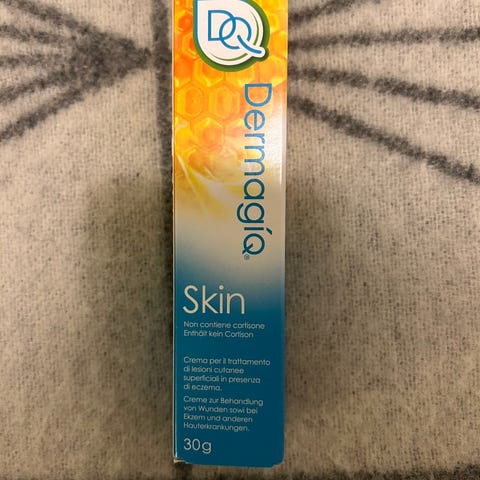 DQ
DermagíQ®
Skin
Non contiene cortisone
Enthält kein Cortison
Crema per il trattamento
di lesioni cutanee
superficiali in presenza
di eczema.
Creme zur Behandlung
von Wunden sowi bei
Ekzem und anderen
Hauterkrankungen.
30g